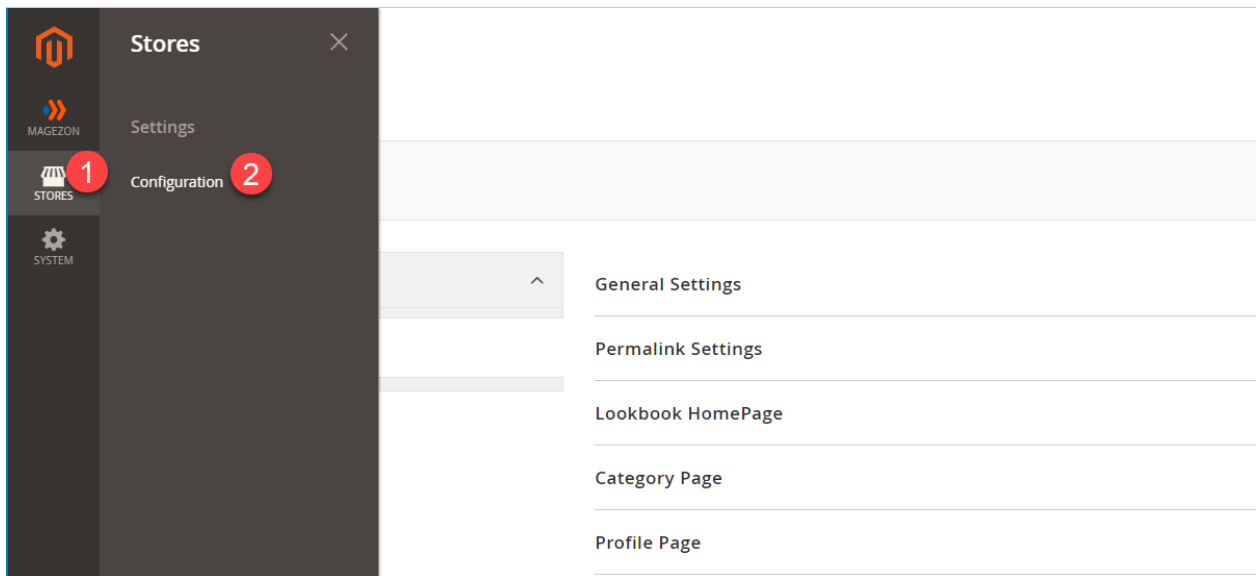 Stores
MAGEZON
Settings
1
STORES
Configuration
2
SYSTEM
General Settings
Permalink Settings
Lookbook HomePage
Category Page
Profile Page